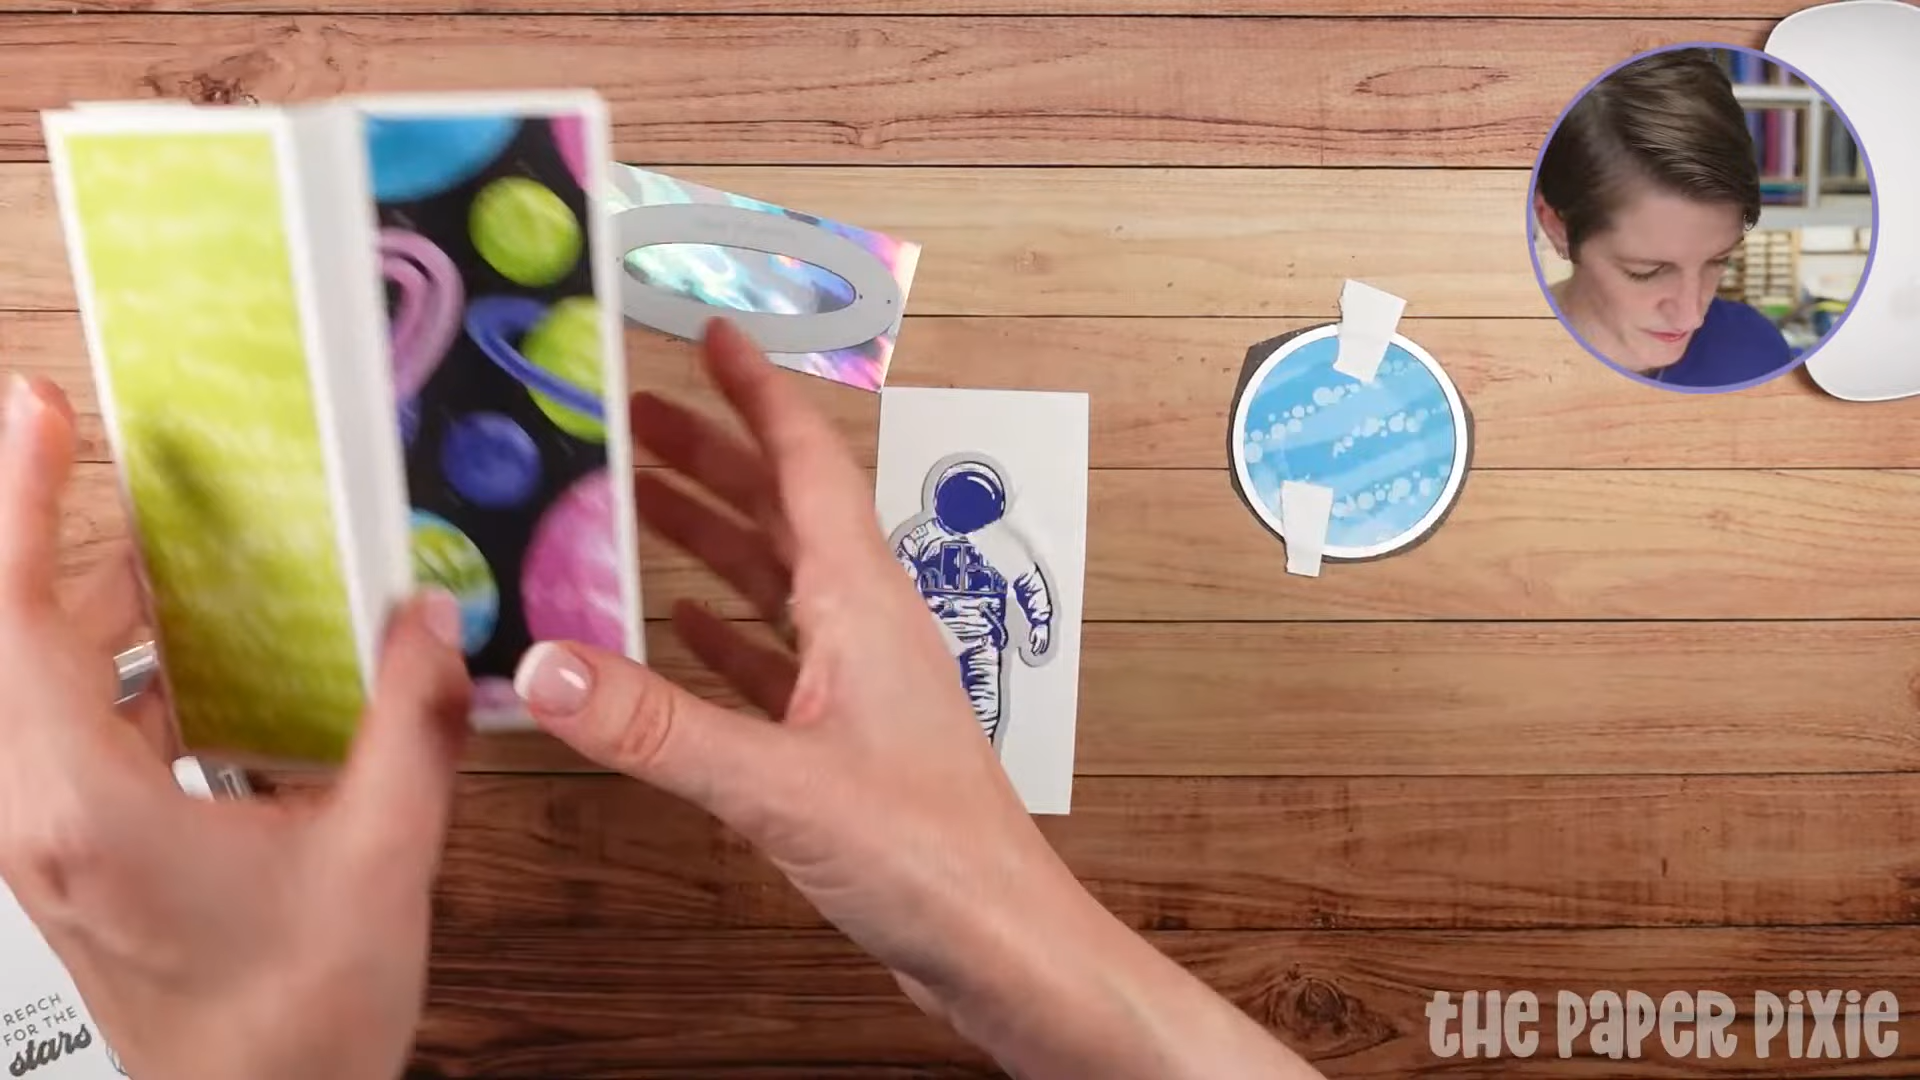 REACH
FOR THE
stars
the PAPER PIXIE